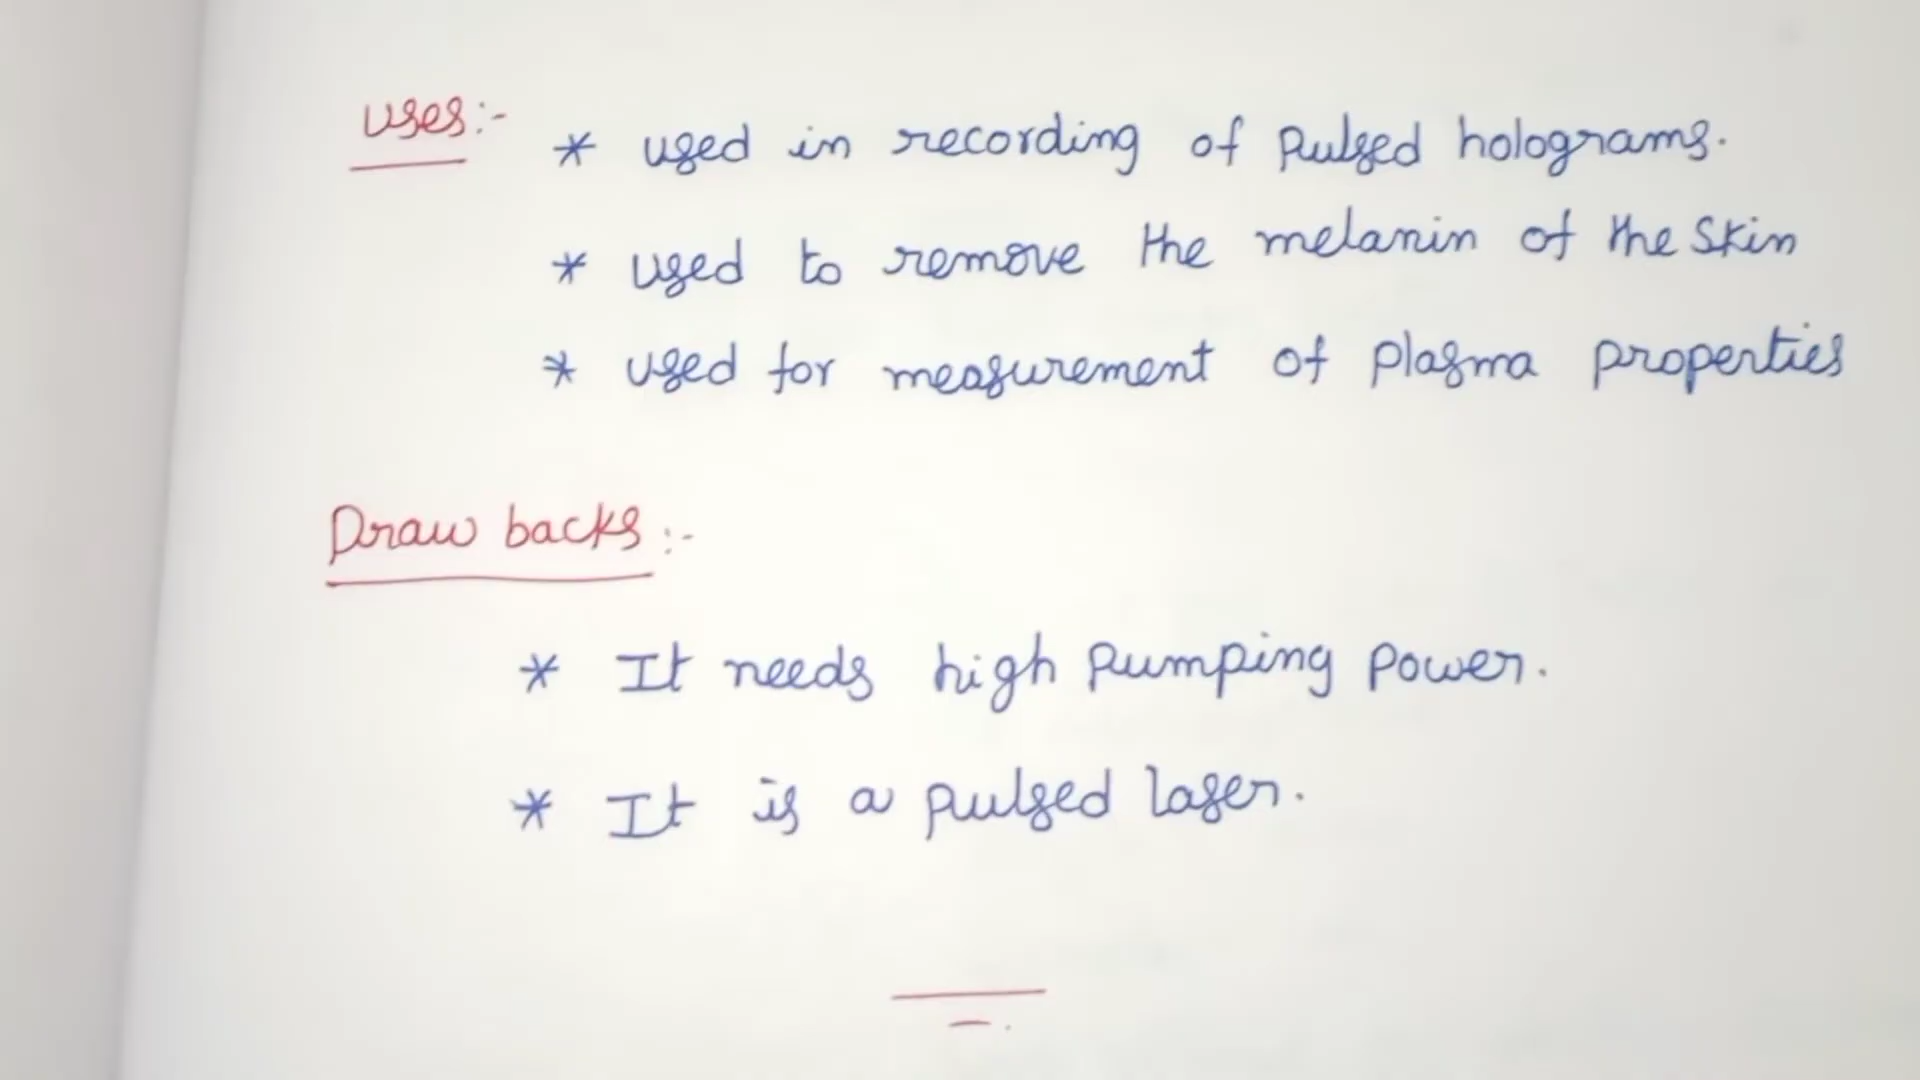 Uses:- * used in recording of pulsed holograms.
* used to remove the melanin of the skin
* used for measurement of plasma properties
Draw backs:-
* It needs high pumping power.
* It is a pulsed laser.